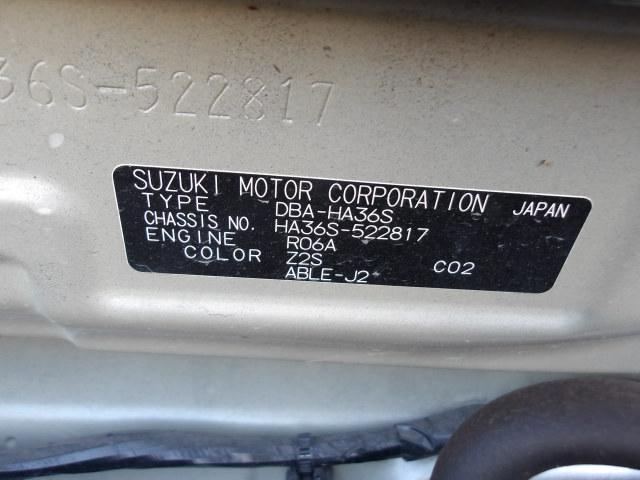 36S-522817
SUZUKI MOTOR CORPORATION JAPAN
TYPE DBA-HA36S
CHASSIS NO. HA36S-522817
ENGINE R06A
COLOR Z2S C02
ABLE-J2